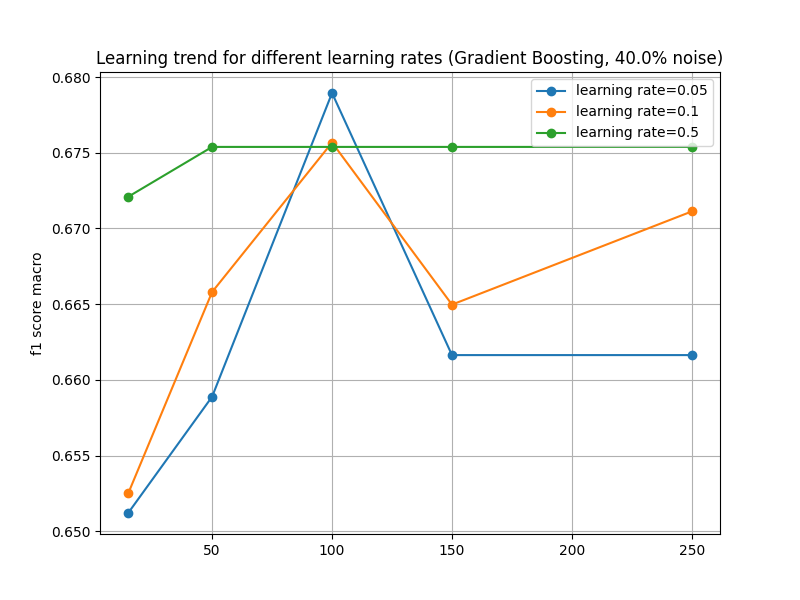 Learning trend for different learning rates (Gradient Boosting, 40.0% noise)
learning rate=0.05
learning rate=0.1
learning rate=0.5
f1 score macro
0.680
0.675
0.670
0.665
0.660
0.655
0.650
50 100 150 200 250